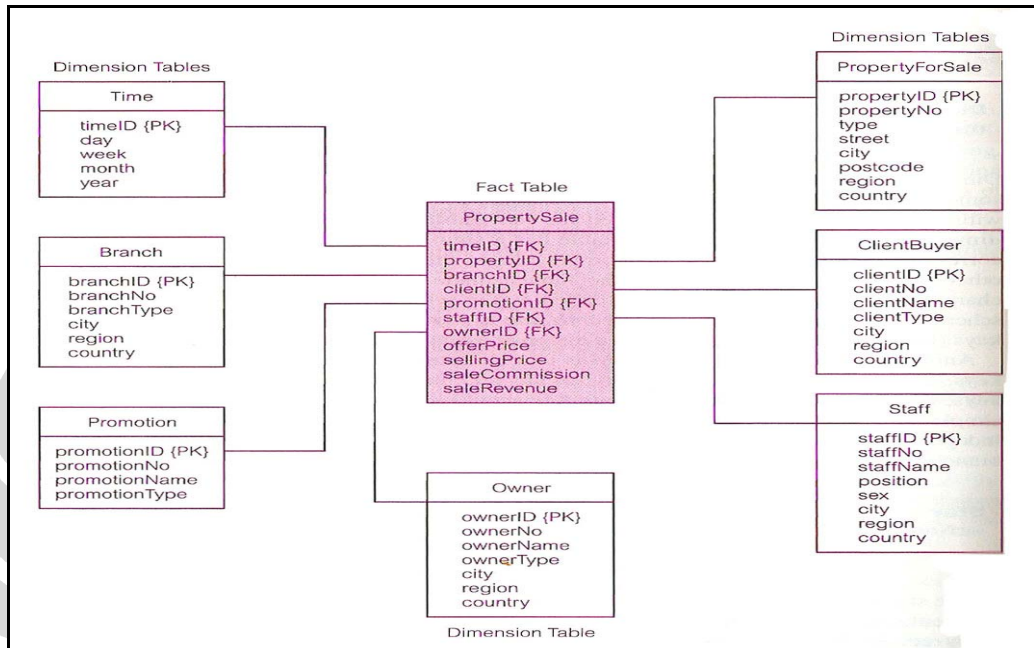 Dimension Tables
Time
timeID {PK}
day
week
month
year
Branch
branchID {PK}
branchNo
branchType
city
region
country
Promotion
promotionID {PK}
promotionNo
promotionName
promotionType
Fact Table
PropertySale
timeID {FK}
propertyID {FK}
branchID {FK}
clientID {FK}
promotionID {FK}
staffID {FK}
ownerID {FK}
offerPrice
sellingPrice
saleCommission
saleRevenue
Owner
ownerID {PK}
ownerNo
ownerName
ownerType
city
region
country
Dimension Table
Dimension Tables
PropertyForSale
propertyID {PK}
propertyNo
type
street
city
postcode
region
country
ClientBuyer
clientID {PK}
clientNo
clientName
clientType
city
region
country
Staff
staffID {PK}
staffNo
staffName
position
sex
city
region
country